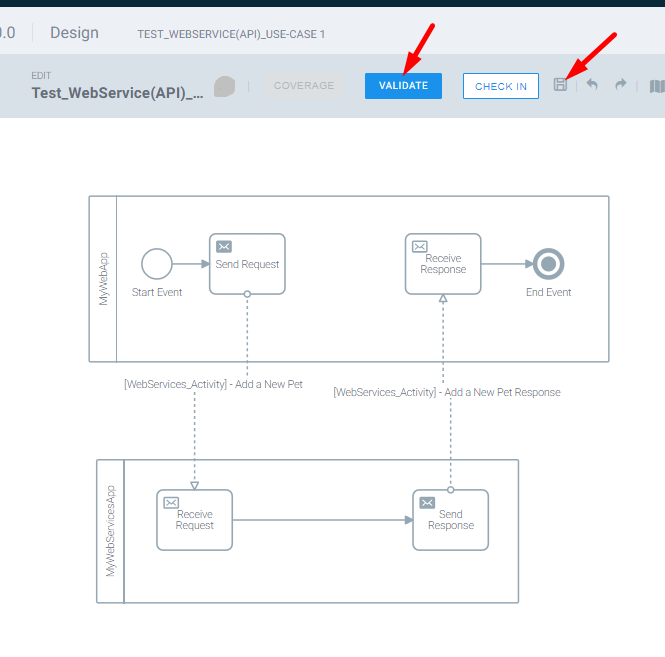 0.0
Design
TEST_WEBSERVICE(API)_USE-CASE 1
EDIT
Test_WebService(API)_...
COVERAGE
VALIDATE
CHECK IN
MyWebApp
Start Event
Send Request
Receive
Response
End Event
[WebServices_Activity] - Add a New Pet
[WebServices_Activity] - Add a New Pet Response
MyWebServicesApp
Receive
Request
Send
Response